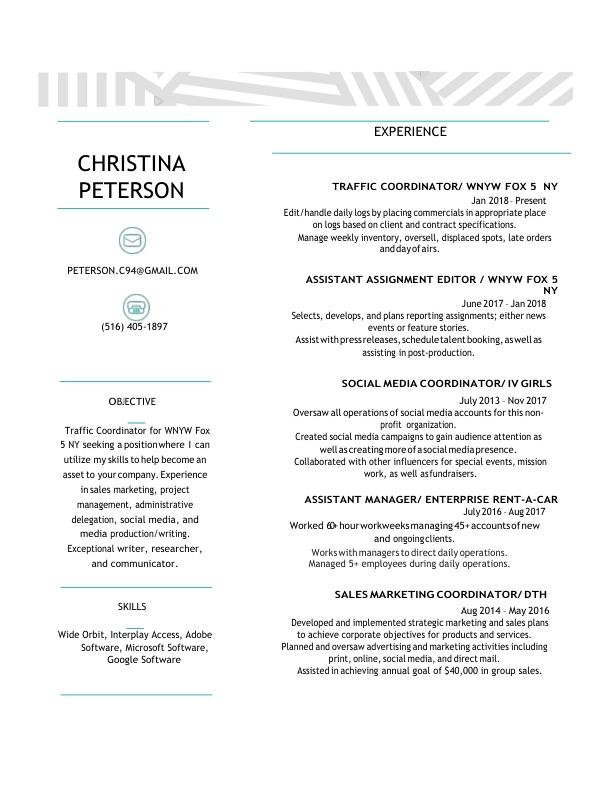 CHRISTINA
PETERSON
PETERSON.C94@GMAIL.COM
(516) 405-1897
OBJECTIVE
Traffic Coordinator for WNYW Fox
5 NY seeking a position where I can
utilize my skills to help become an
asset to your company. Experience
in sales marketing, project
management, administrative
delegation, social media, and
media production/writing.
Exceptional writer, researcher,
and communicator.
SKILLS
Wide Orbit, Interplay Access, Adobe
Software, Microsoft Software,
Google Software
EXPERIENCE
TRAFFIC COORDINATOR/ WNYW FOX 5 NY
Jan 2018 – Present
Edit/handle daily logs by placing commercials in appropriate place
on logs based on client and contract specifications.
Manage weekly inventory, oversell, displaced spots, late orders
and day of airs.
ASSISTANT ASSIGNMENT EDITOR / WNYW FOX 5
NY
June 2017 – Jan 2018
Selects, develops, and plans reporting assignments; either news
events or feature stories.
Assist with press releases, schedule talent booking, as well as
assisting in post-production.
SOCIAL MEDIA COORDINATOR/ IV GIRLS
July 2013 – Nov 2017
Oversaw all operations of social media accounts for this non-
profit organization.
Created social media campaigns to gain audience attention as
well as creating more of a social media presence.
Collaborated with other influencers for special events, mission
work, as well as fundraisers.
ASSISTANT MANAGER/ ENTERPRISE RENT-A-CAR
July 2016 – Aug 2017
Worked 60+ hour workweeks managing 45+ accounts of new
and ongoing clients.
Works with managers to direct daily operations.
Managed 5+ employees during daily operations.
SALES MARKETING COORDINATOR/ DTH
Aug 2014 – May 2016
Developed and implemented strategic marketing and sales plans
to achieve corporate objectives for products and services.
Planned and oversaw advertising and marketing activities including
print, online, social media, and direct mail.
Assisted in achieving annual goal of $40,000 in group sales.